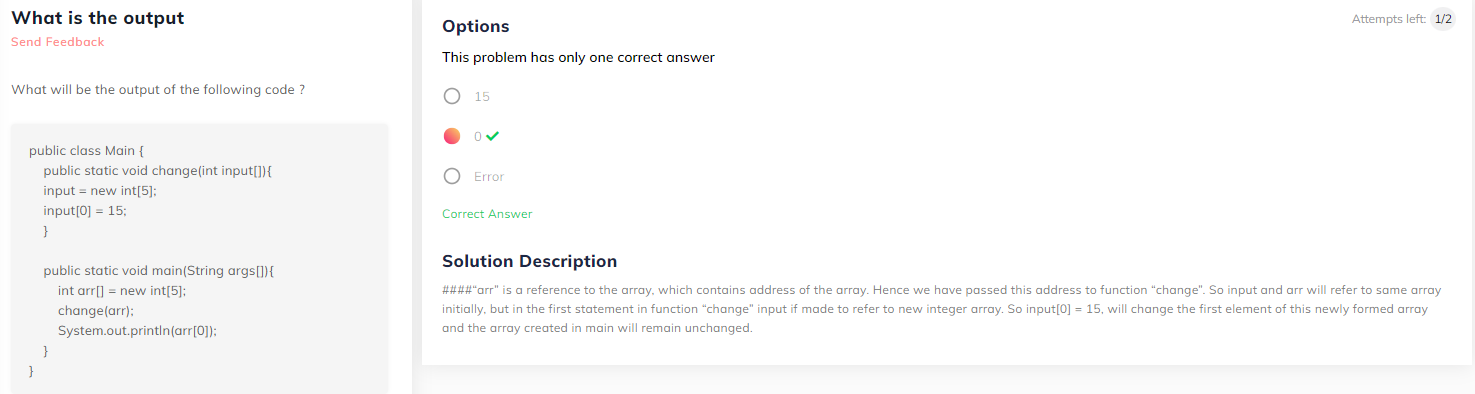 What is the output
Send Feedback
What will be the output of the following code ?
public class Main {
public static void change(int input[]){
input = new int[5];
input[0] = 15;
}
public static void main(String args[]){
int arr[] = new int[5];
change(arr);
System.out.println(arr[0]);
}
}
Options
Attempts left: 1/2
This problem has only one correct answer
15
0
Error
Correct Answer
Solution Description
####“arr” is a reference to the array, which contains address of the array. Hence we have passed this address to function “change”. So input and arr will refer to same array
initially, but in the first statement in function “change” input if made to refer to new integer array. So input[0] = 15, will change the first element of this newly formed array
and the array created in main will remain unchanged.